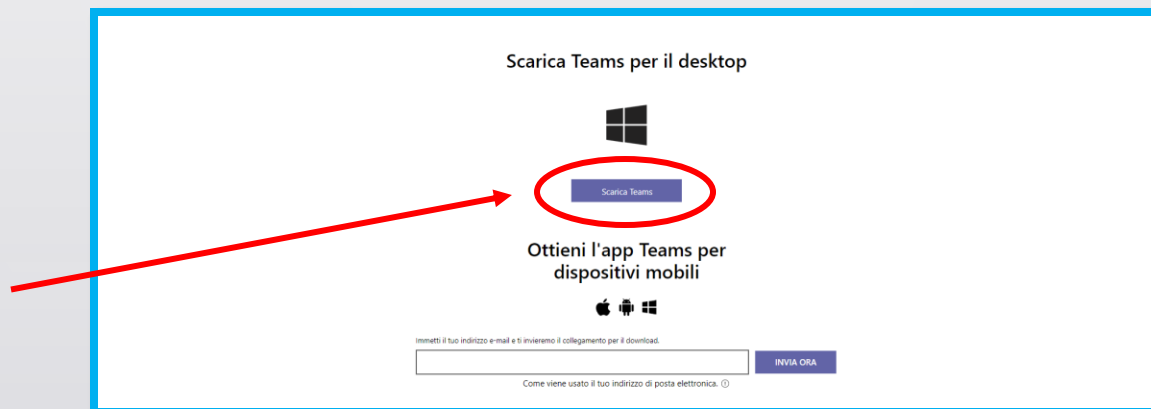 Scarica Teams per il desktop
Scarica Teams
Ottieni l'app Teams per
dispositivi mobili
Immetti il tuo indirizzo e-mail e ti invieremo il collegamento per il download.
INVIA ORA
Come viene usato il tuo indirizzo di posta elettronica.